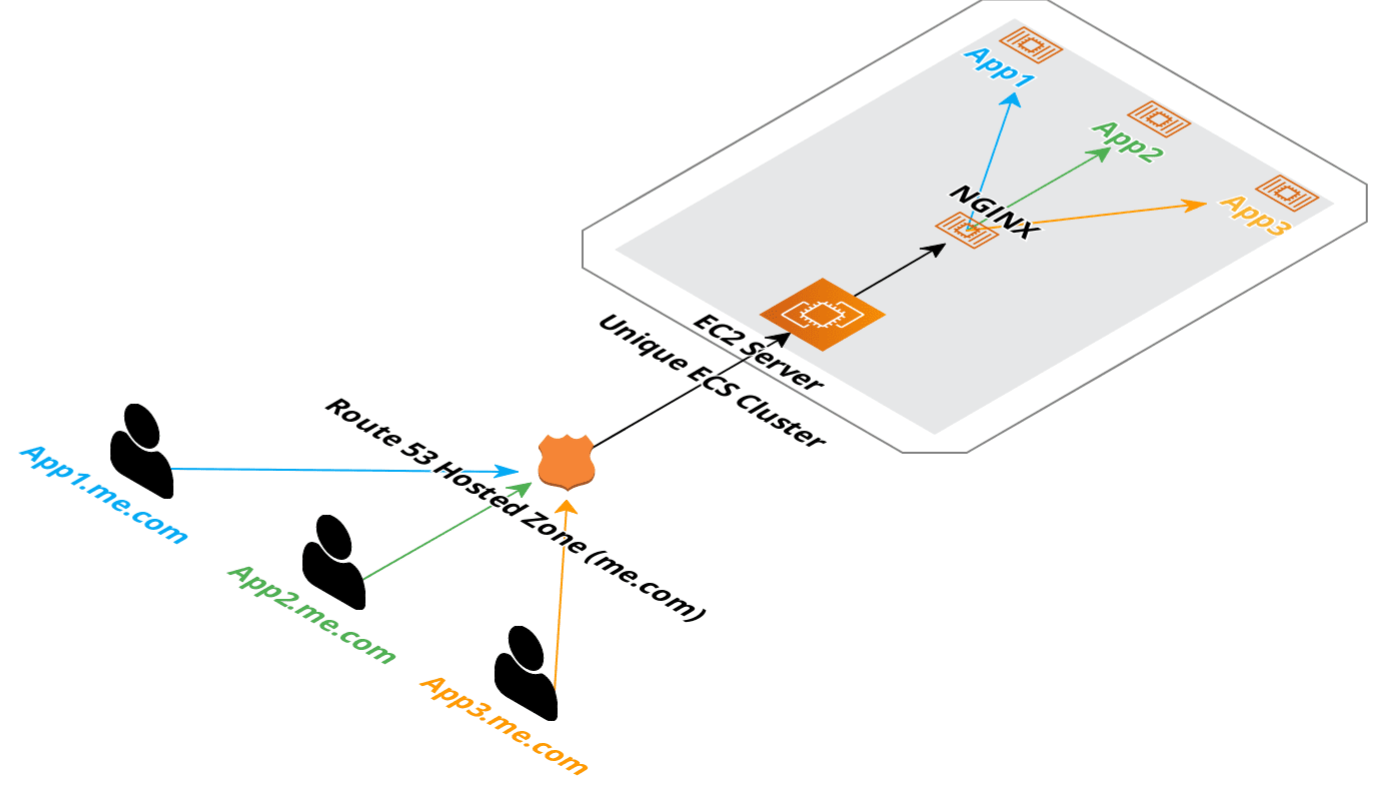 App1
App2
App3
NGINX
EC2 Server
Unique ECS Cluster
Route 53 Hosted Zone (me.com)
App1.me.com
App2.me.com
App3.me.com